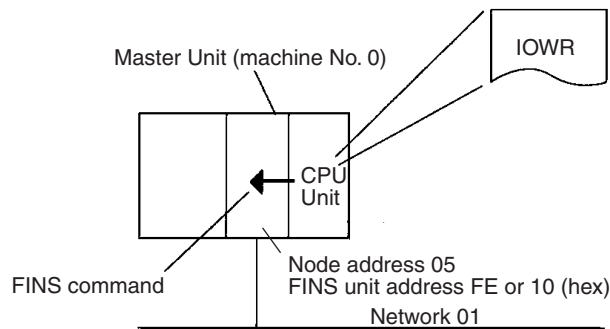 IOWR
Master Unit (machine No. 0)
CPU
Unit
FINS command
Node address 05
FINS unit address FE or 10 (hex)
Network 01